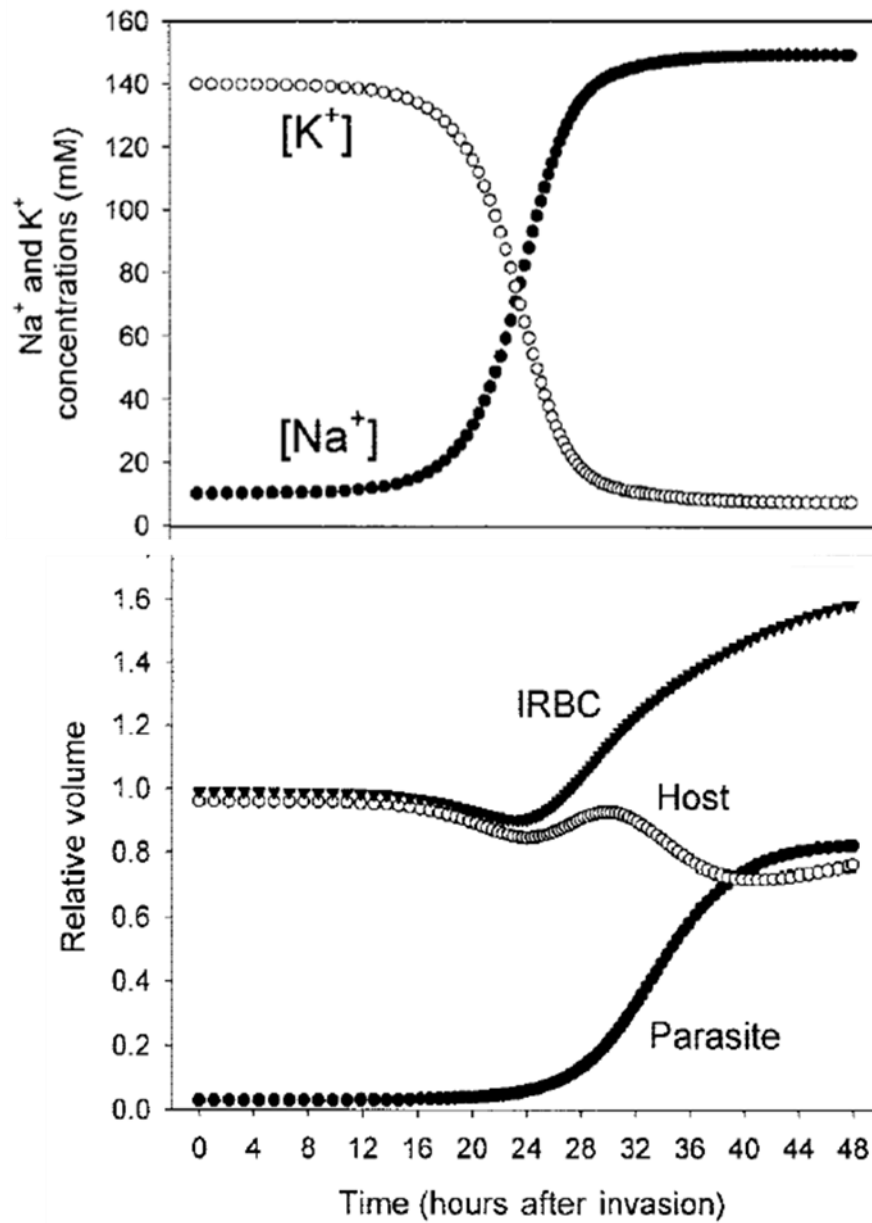 Na⁺ and K⁺
concentrations (mM)
160
140
120
100
80
60
40
20
0
[K⁺]
[Na⁺]
Relative volume
1.6
1.4
1.2
1.0
0.8
0.6
0.4
0.2
0.0
IRBC
Host
Parasite
0 4 8 12 16 20 24 28 32 36 40 44 48
Time (hours after invasion)